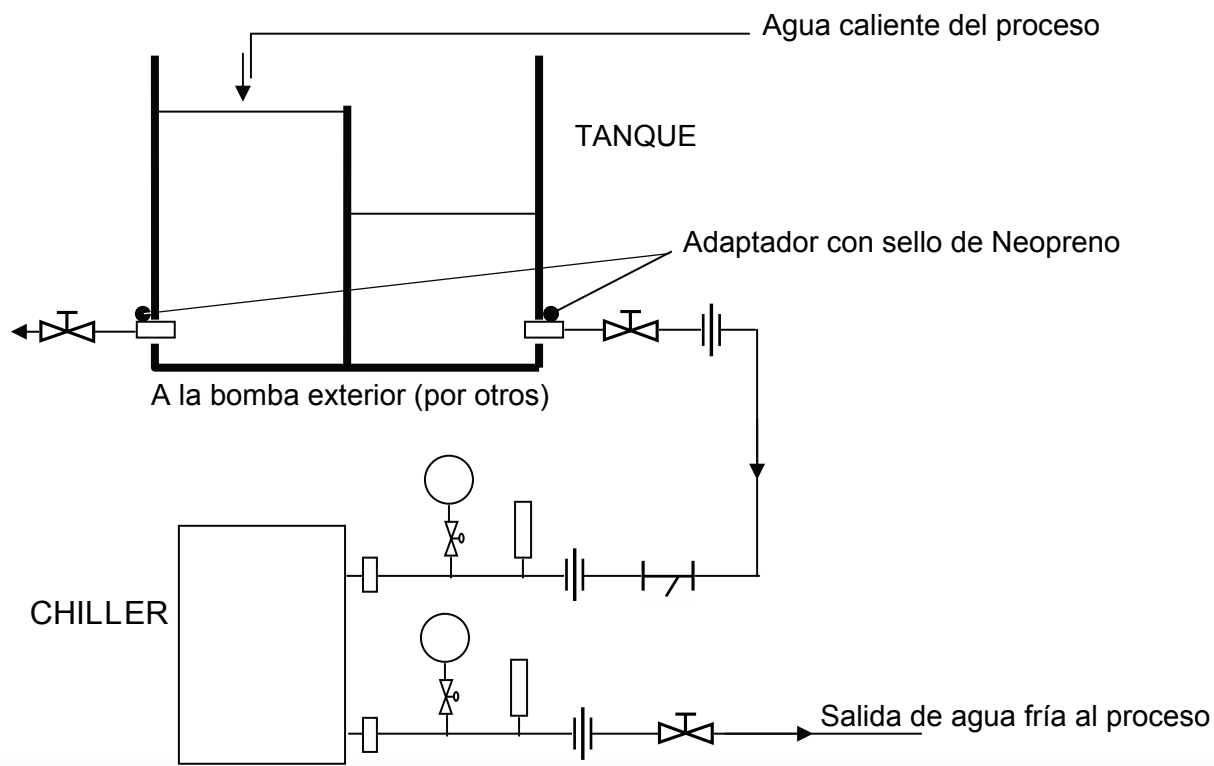 Agua caliente del proceso
TANQUE
Adaptador con sello de Neopreno
A la bomba exterior (por otros)
CHILLER
Salida de agua fría al proceso